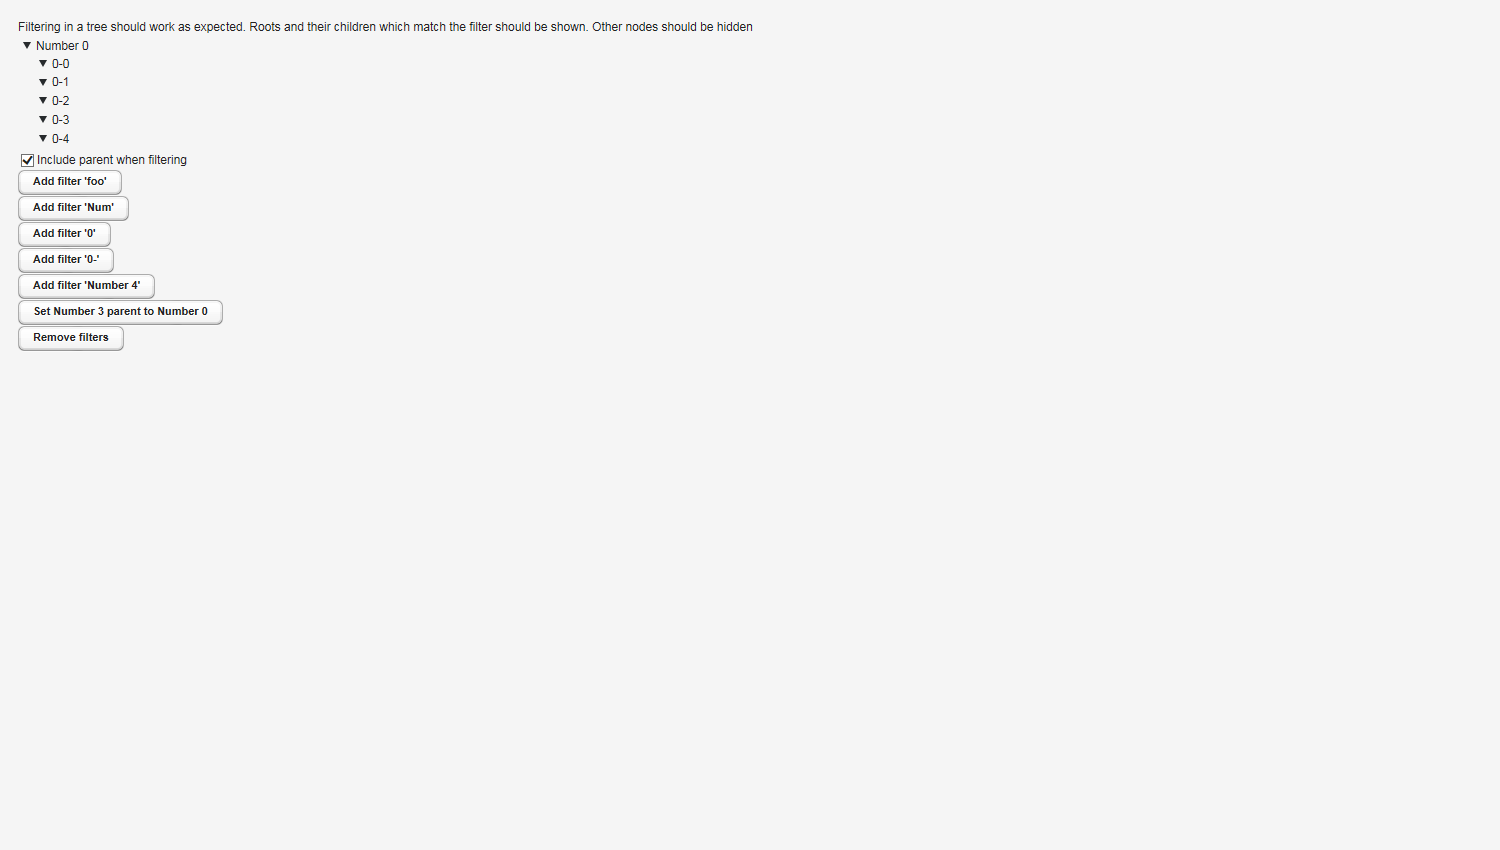 Filtering in a tree should work as expected. Roots and their children which match the filter should be shown. Other nodes should be hidden
Number 0
0-0
0-1
0-2
0-3
0-4
Include parent when filtering
Add filter 'foo'
Add filter 'Num'
Add filter '0'
Add filter '0-'
Add filter 'Number 4'
Set Number 3 parent to Number 0
Remove filters